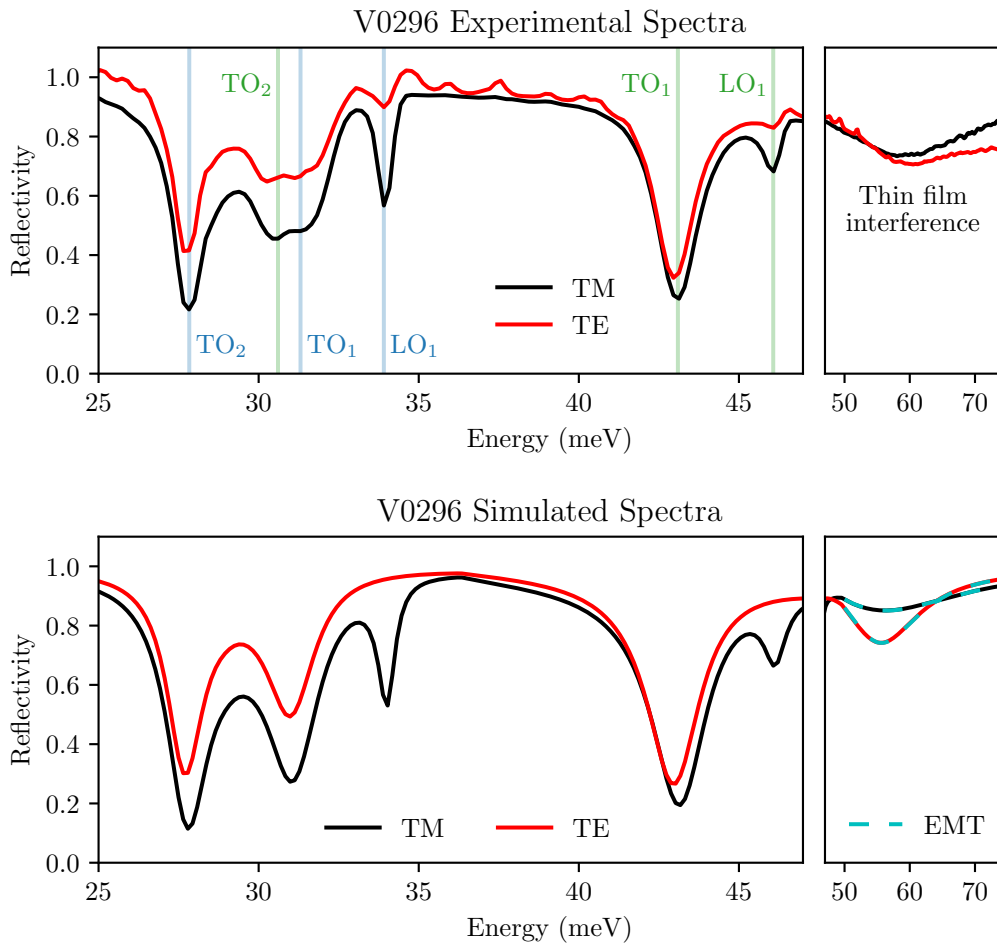 V0296 Experimental Spectra
Reflectivity
1.0
0.8
0.6
0.4
0.2
0.0
TO₂
TO₁
LO₁
TO₂
TO₁
LO₁
TM
TE
Thin film
interference
25 30 35 40 45
50 60 70
Energy (meV)
V0296 Simulated Spectra
Reflectivity
1.0
0.8
0.6
0.4
0.2
0.0
TM TE
EMT
25 30 35 40 45
50 60 70
Energy (meV)